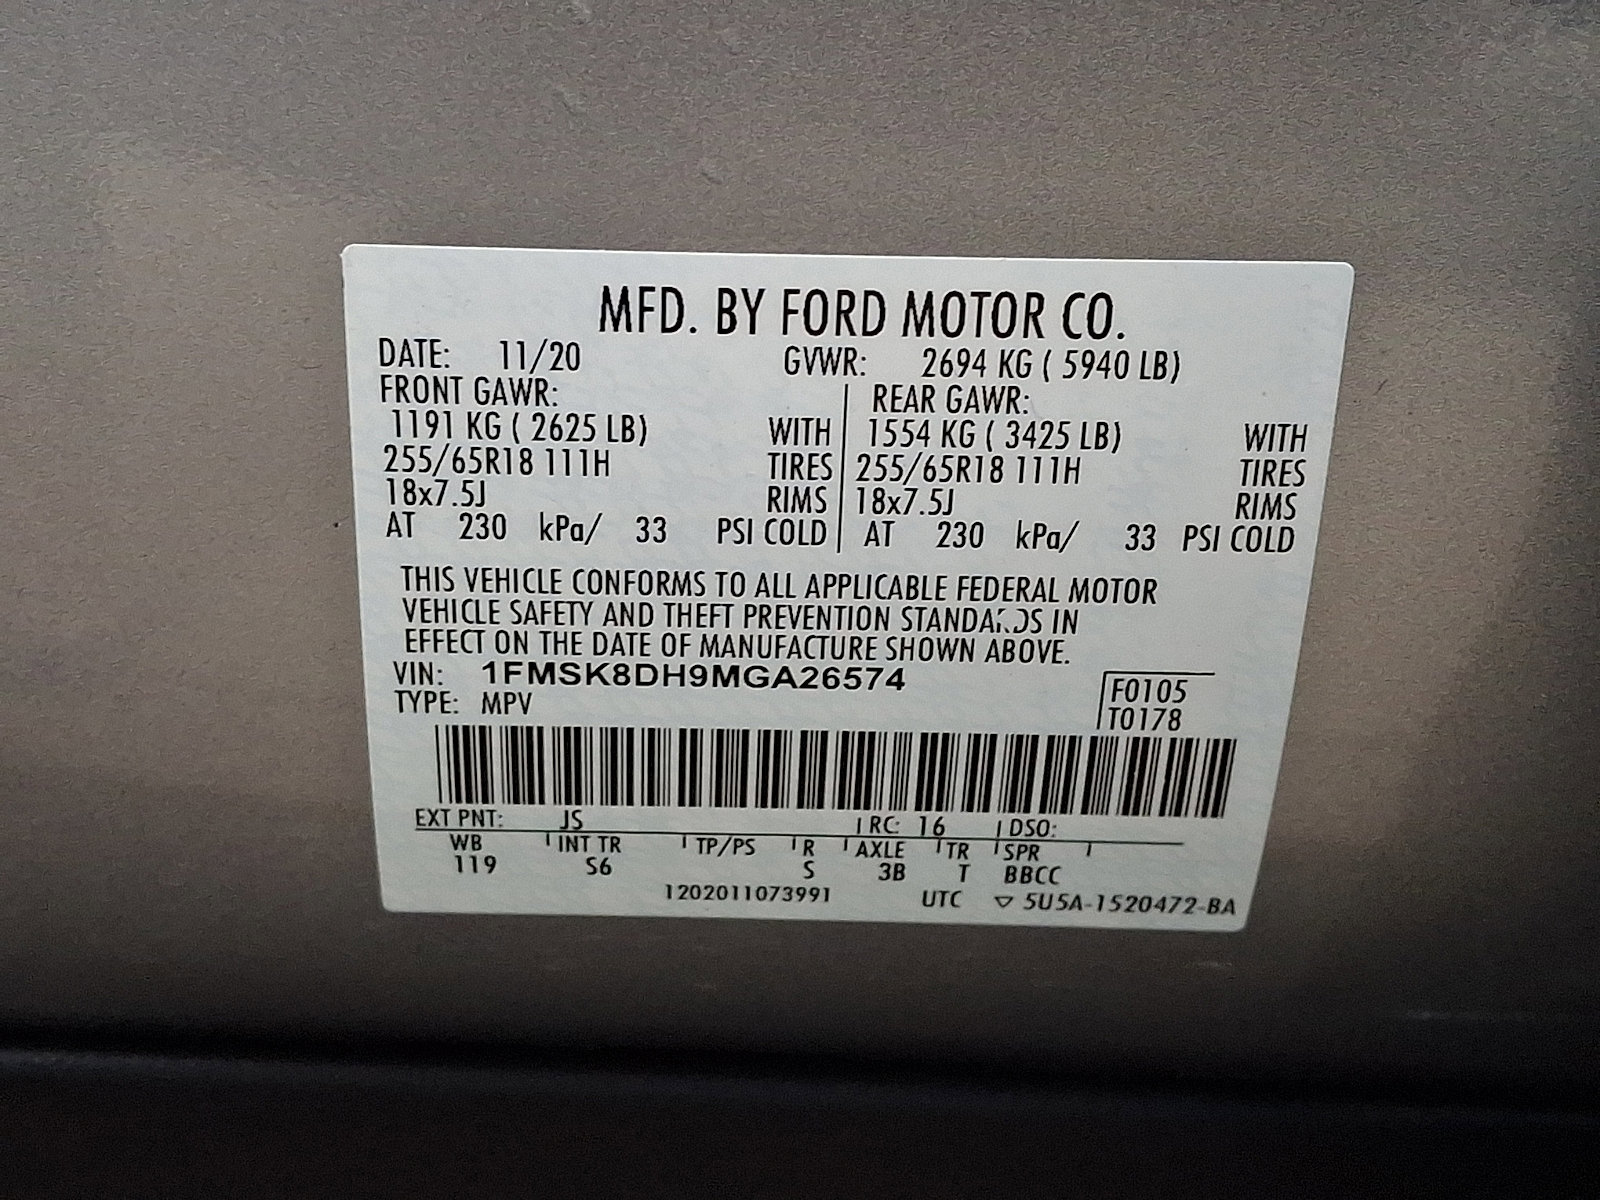 MFD. BY FORD MOTOR CO.
DATE: 11/20 GVWR: 2694 KG ( 5940 LB)
FRONT GAWR: REAR GAWR:
1191 KG ( 2625 LB) WITH 1554 KG ( 3425 LB) WITH
255/65R18 111H TIRES 255/65R18 111H TIRES
18x7.5J RIMS 18x7.5J RIMS
AT 230 kPa/ 33 PSI COLD AT 230 kPa/ 33 PSI COLD
THIS VEHICLE CONFORMS TO ALL APPLICABLE FEDERAL MOTOR
VEHICLE SAFETY AND THEFT PREVENTION STANDARDS IN
EFFECT ON THE DATE OF MANUFACTURE SHOWN ABOVE.
VIN: 1FMSK8DH9MGA26574
F0105
TYPE: MPV T0178
EXT PNT: JS RC: 16 DSO:
WB INT TR TP/PS R AXLE TR SPR
119 S6 S 3B T BBCC
1202011073991 UTC ▽ 5U5A-1520472-BA